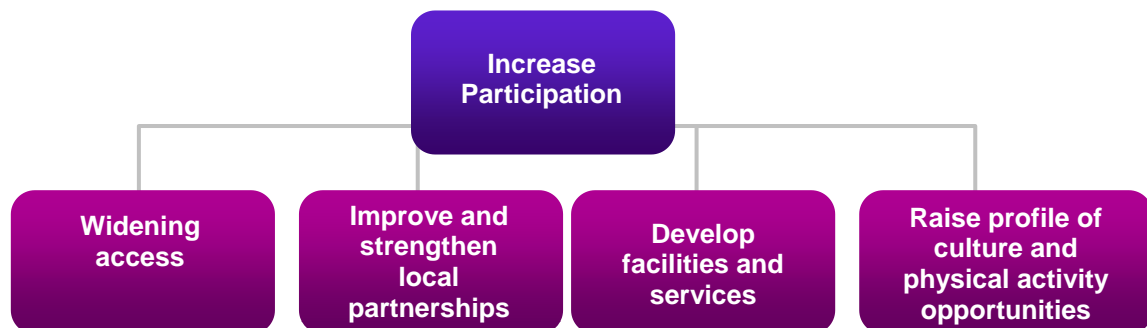 Increase
Participation
Widening
access
Improve and
strengthen
local
partnerships
Develop
facilities and
services
Raise profile of
culture and
physical activity
opportunities